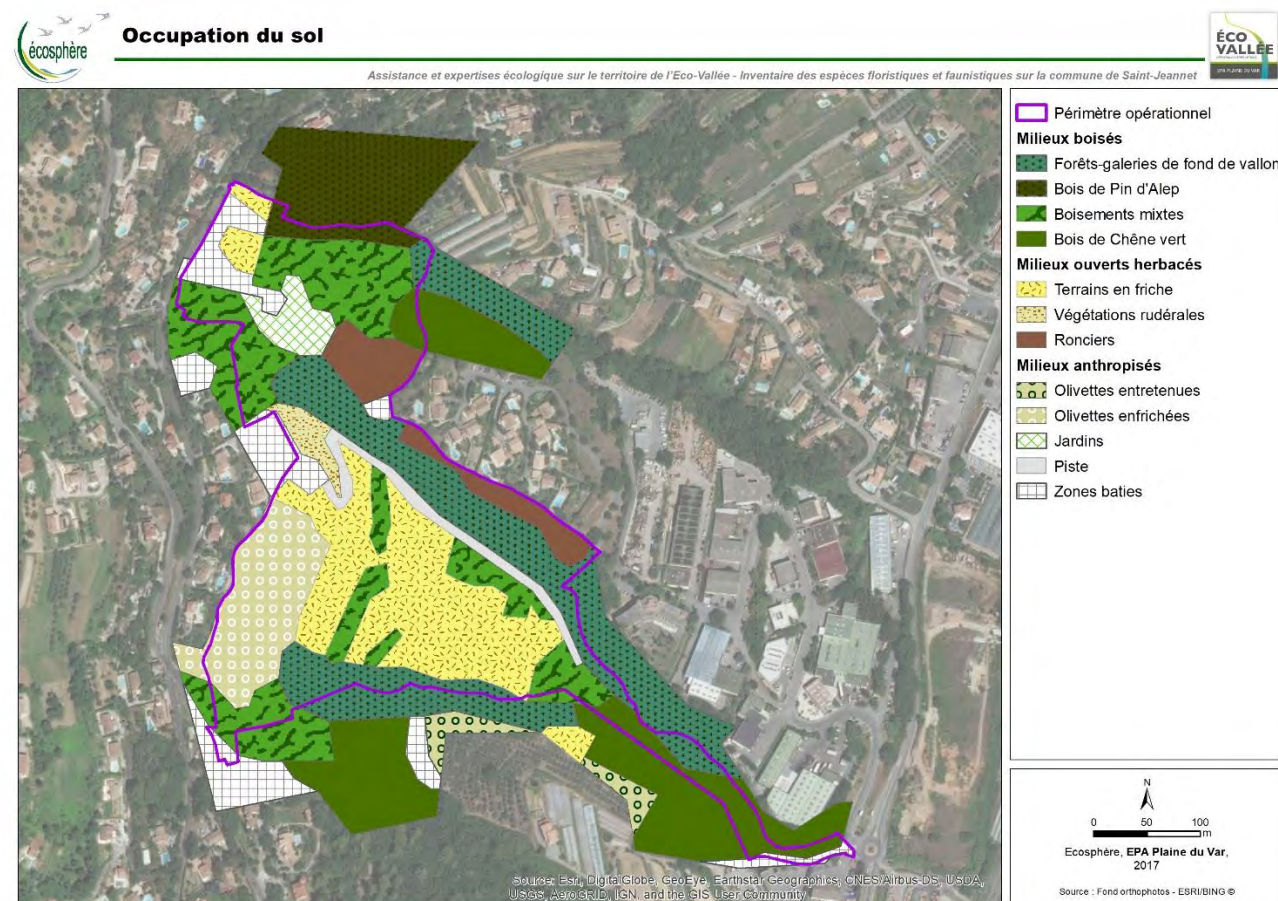 écosphère
Occupation du sol
ÉCO
VALLÉE
EPA PLAINE DU VAR
Assistance et expertises écologique sur le territoire de l'Eco-Vallée - Inventaire des espèces floristiques et faunistiques sur la commune de Saint-Jeannet
Périmètre opérationnel
Milieux boisés
Forêts-galeries de fond de vallon
Bois de Pin d'Alep
Boisements mixtes
Bois de Chêne vert
Milieux ouverts herbacés
Terrains en friche
Végétations rudérales
Ronciers
Milieux anthropisés
Olivettes entretenues
Olivettes enfrichées
Jardins
Piste
Zones baties
N
0 50 100
m
Ecosphère, EPA Plaine du Var,
2017
Source : Fond orthophotos - ESRI/BING ©
Source: Esri, DigitalGlobe, GeoEye, Earthstar Geographics, CNES/Airbus DS, USDA,
USGS, AeroGRID, IGN, and the GIS User Community